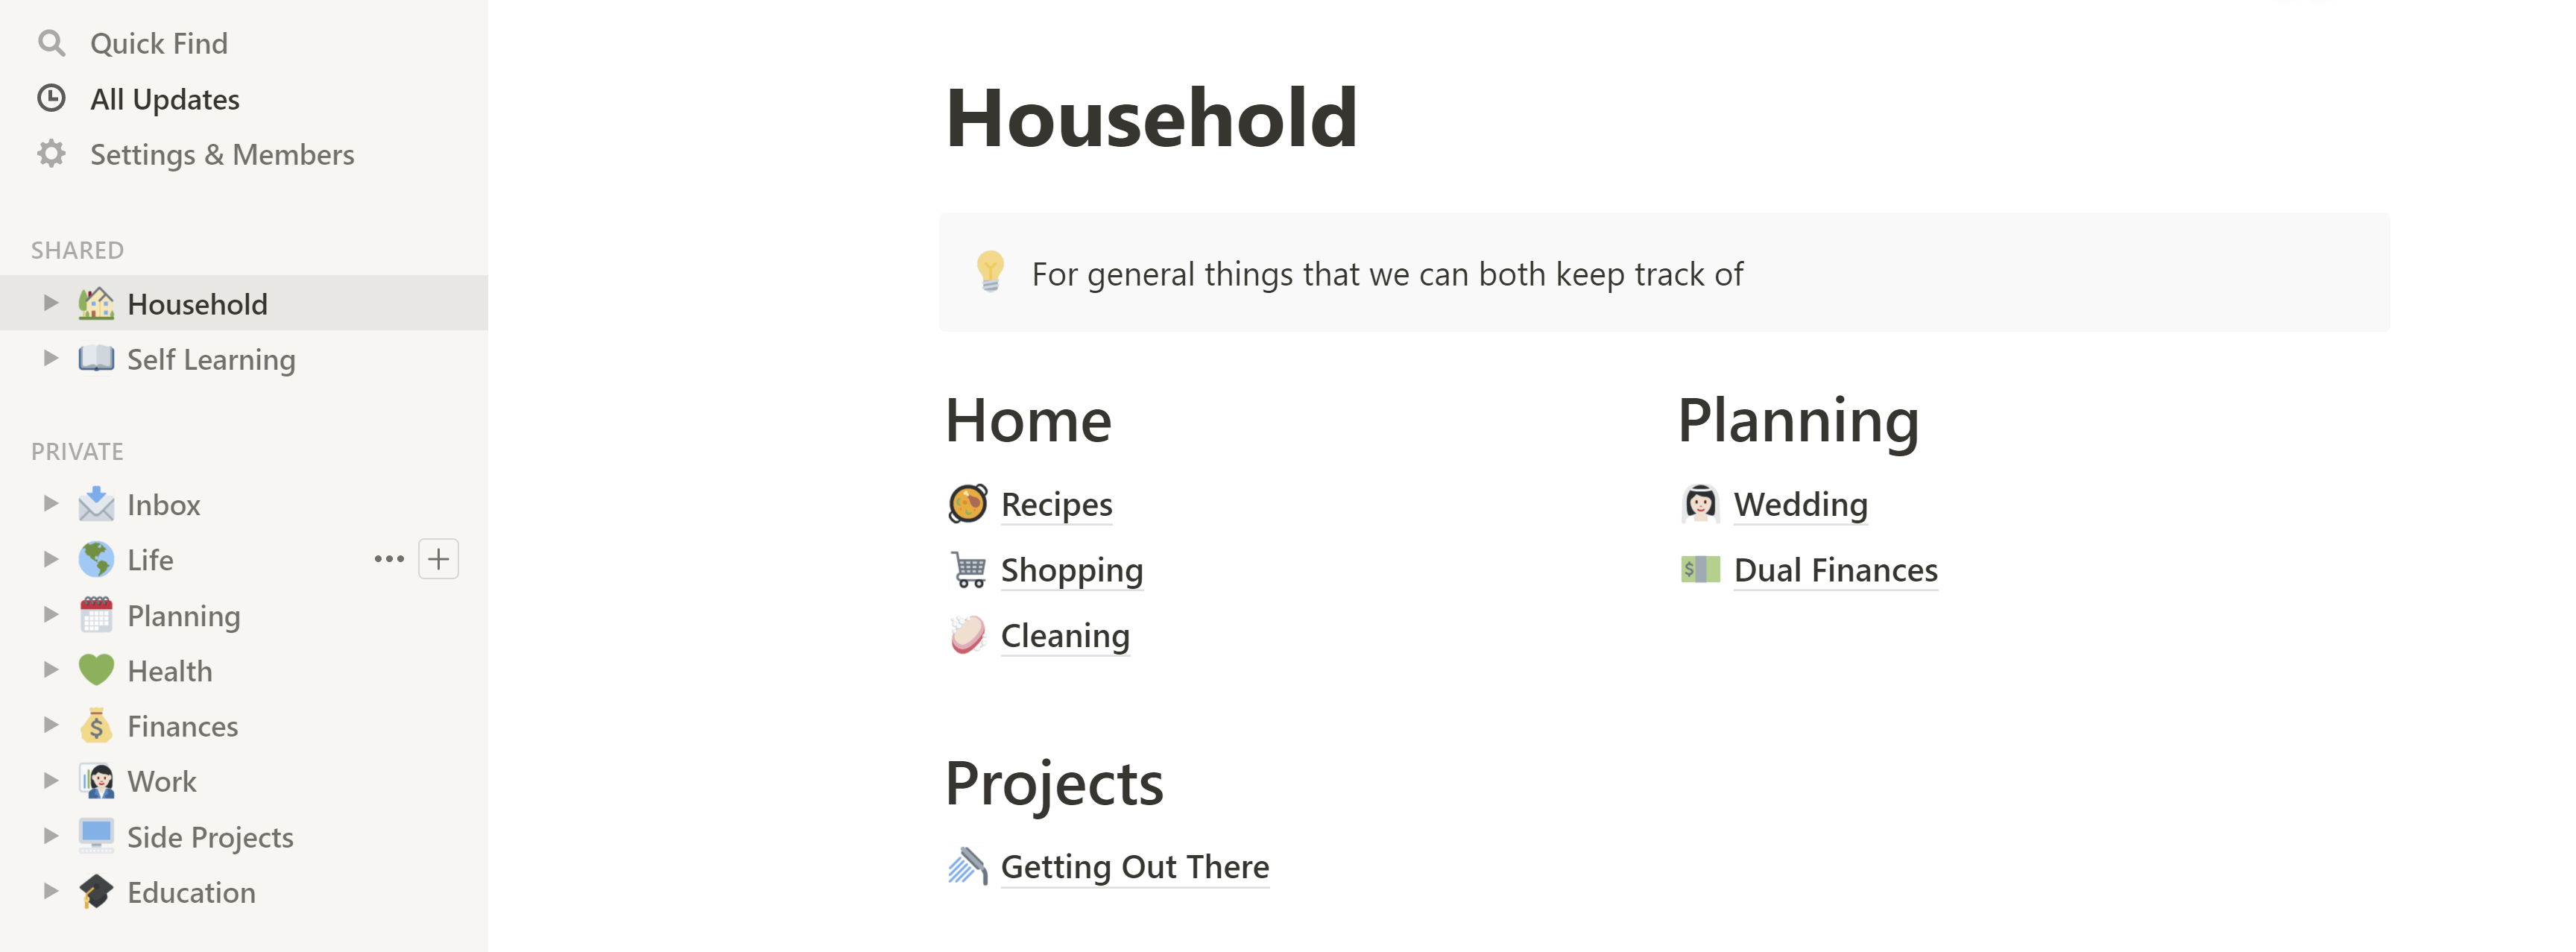 Quick Find
All Updates
Settings & Members
SHARED
Household
Self Learning
PRIVATE
Inbox
Life
Planning
Health
Finances
Work
Side Projects
Education
Household
For general things that we can both keep track of
Home
Recipes
Shopping
Cleaning
Planning
Wedding
Dual Finances
Projects
Getting Out There